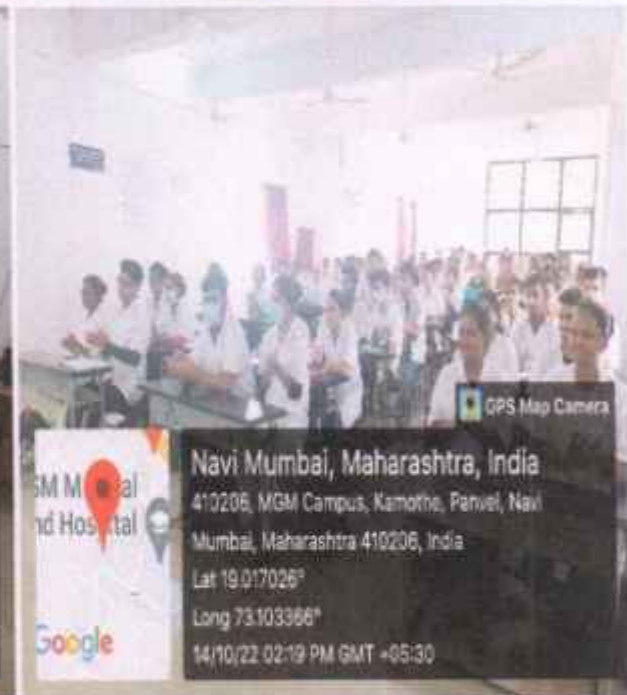 GPS Map Camera
Navi Mumbai, Maharashtra, India
410206, MGM Campus, Kamothe, Panvel, Navi
Mumbai, Maharashtra 410206, India
Lat 19.017026°
Long 73.103366°
14/10/22 02:19 PM GMT +05:30
Google